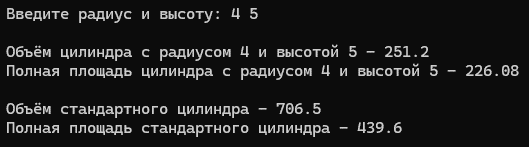 Введите радиус и высоту: 4 5
Объём цилиндра с радиусом 4 и высотой 5 - 251.2
Полная площадь цилиндра с радиусом 4 и высотой 5 - 226.08
Объём стандартного цилиндра - 706.5
Полная площадь стандартного цилиндра - 439.6